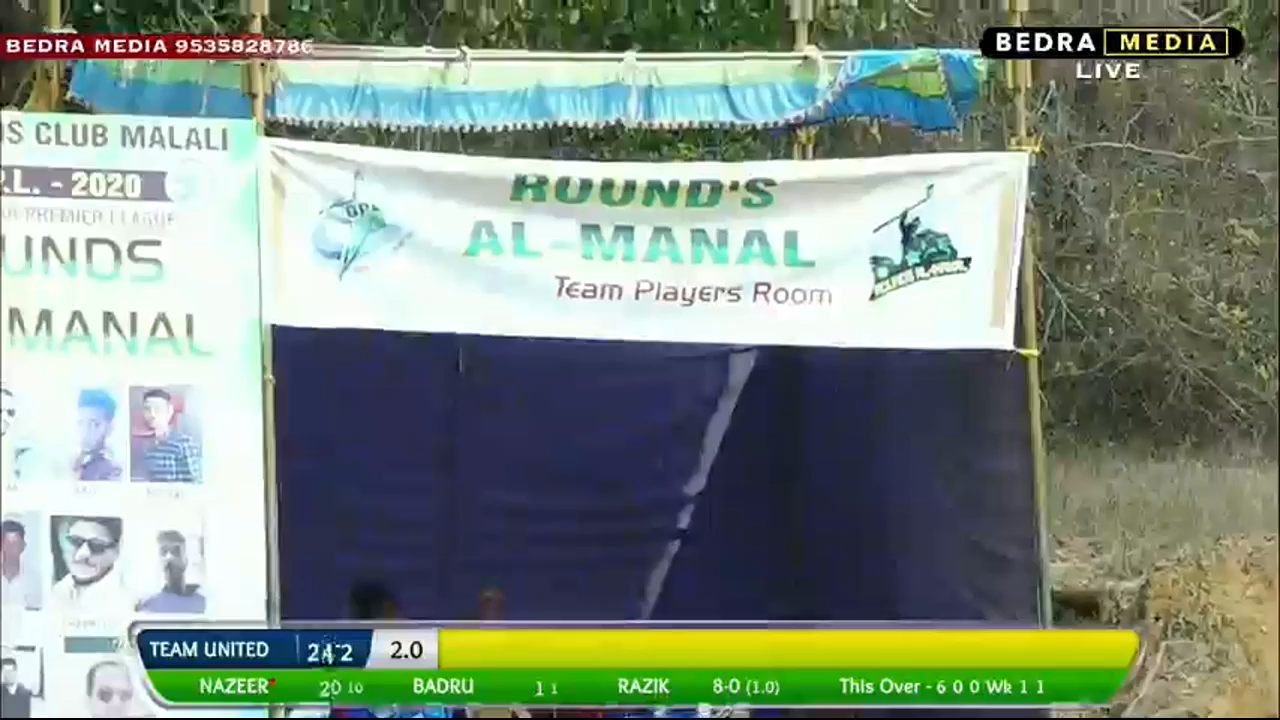 BEDRA MEDIA 9535828786
BEDRA MEDIA
LIVE
IS CLUB MALALI
.L. - 2020
PREMIER LEAGUE
UNDS
MANAL
ROUND'S
AL-MANAL
Team Players Room
GPL
TEAM UNITED 2.0
NAZEER 20 10 BADRU 1 1 RAZIK 8-0 (1.0) This Over - 6 0 0 Wk 1 1